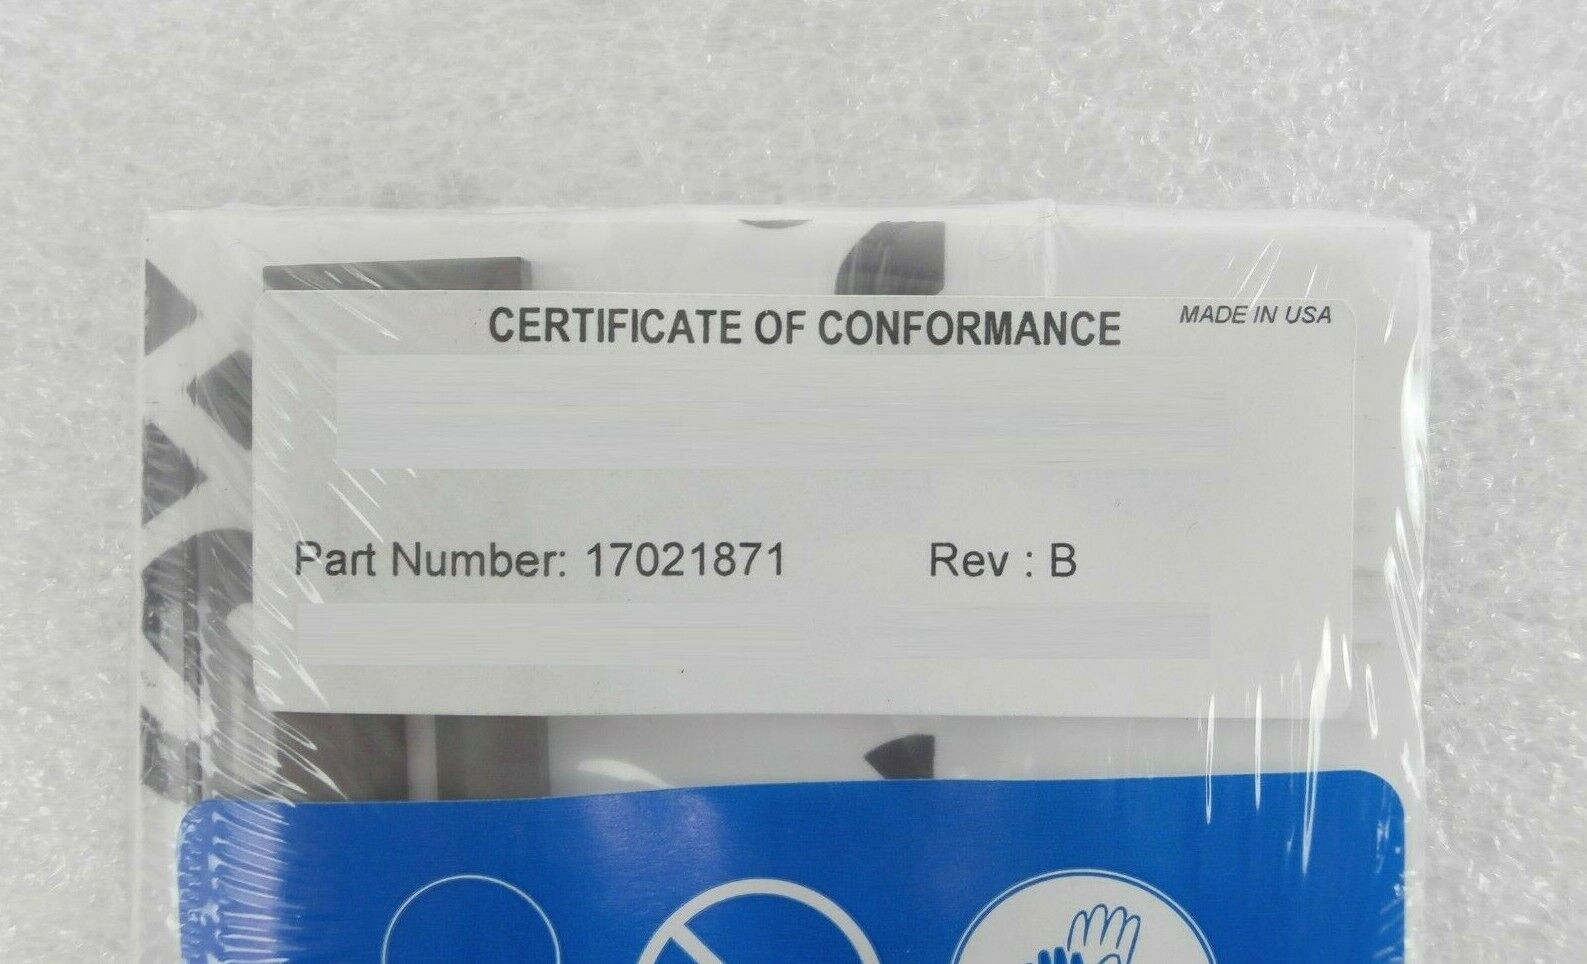 CERTIFICATE OF CONFORMANCE
MADE IN USA
Part Number: 17021871
Rev : B